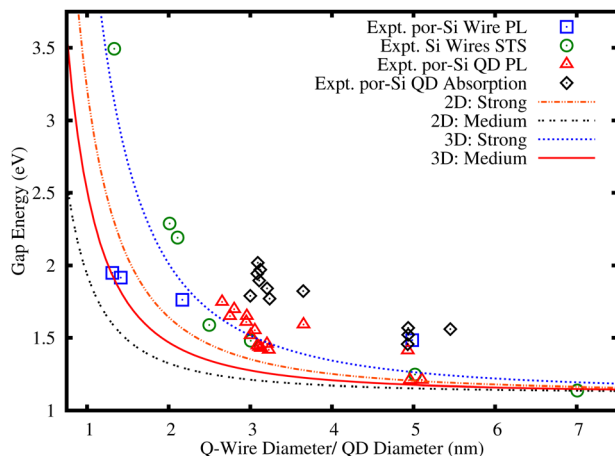 3.5
3
2.5
2
1.5
1
Gap Energy (eV)
Expt. por-Si Wire PL
Expt. Si Wires STS
Expt. por-Si QD PL
Expt. por-Si QD Absorption
2D: Strong
2D: Medium
3D: Strong
3D: Medium
1 2 3 4 5 6 7
Q-Wire Diameter/ QD Diameter (nm)